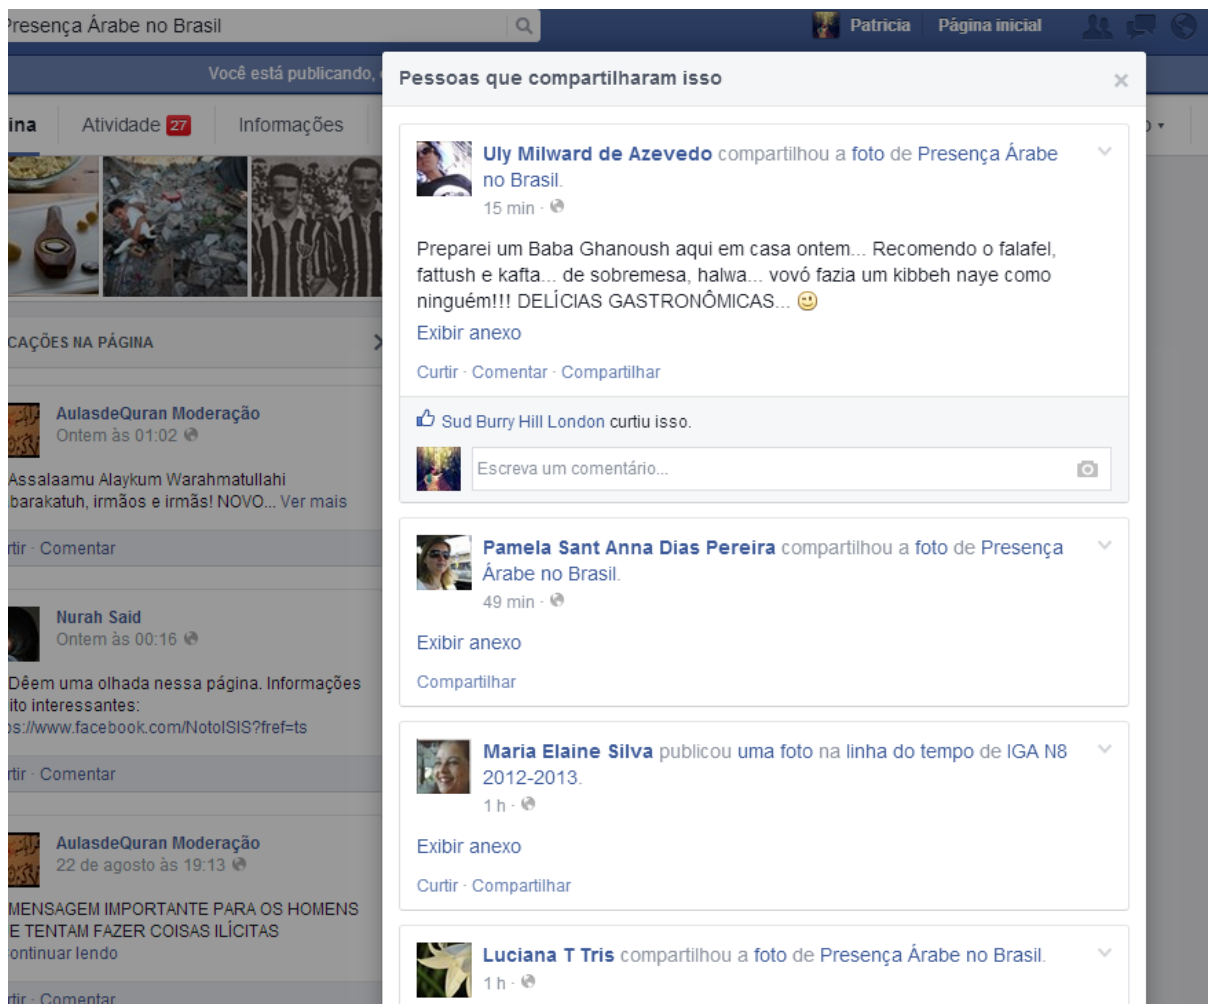 Presença Árabe no Brasil
Patricia Página inicial
Você está publicando,
Pessoas que compartilharam isso
Atividade 27 Informações
Uly Milward de Azevedo compartilhou a foto de Presença Árabe
no Brasil.
15 min ·
Preparei um Baba Ghanoush aqui em casa ontem... Recomendo o falafel,
fattush e kafta... de sobremesa, halwa... vovó fazia um kibbeh naye como
ninguém!!! DELÍCIAS GASTRONÔMICAS...
Exibir anexo
Curtir · Comentar · Compartilhar
Sud Burry Hill London curtiu isso.
Escreva um comentário...
Pamela Sant Anna Dias Pereira compartilhou a foto de Presença
Árabe no Brasil.
49 min ·
Exibir anexo
Compartilhar
Maria Elaine Silva publicou uma foto na linha do tempo de IGA N8
2012-2013.
1 h ·
Exibir anexo
Curtir · Compartilhar
Luciana T Tris compartilhou a foto de Presença Árabe no Brasil.
1 h ·
CAÇÕES NA PÁGINA
AulasdeQuran Moderação
Ontem às 01:02
Assalaamu Alaykum Warahmatullahi
barakatuh, irmãos e irmãs! NOVO... Ver mais
rtir · Comentar
Nurah Said
Ontem às 00:16
Dêem uma olhada nessa página. Informações
ito interessantes:
ps://www.facebook.com/NotoISIS?fref=ts
rtir · Comentar
AulasdeQuran Moderação
22 de agosto às 19:13
MENSAGEM IMPORTANTE PARA OS HOMENS
E TENTAM FAZER COISAS ILÍCITAS
ontinuar lendo
rtir · Comentar